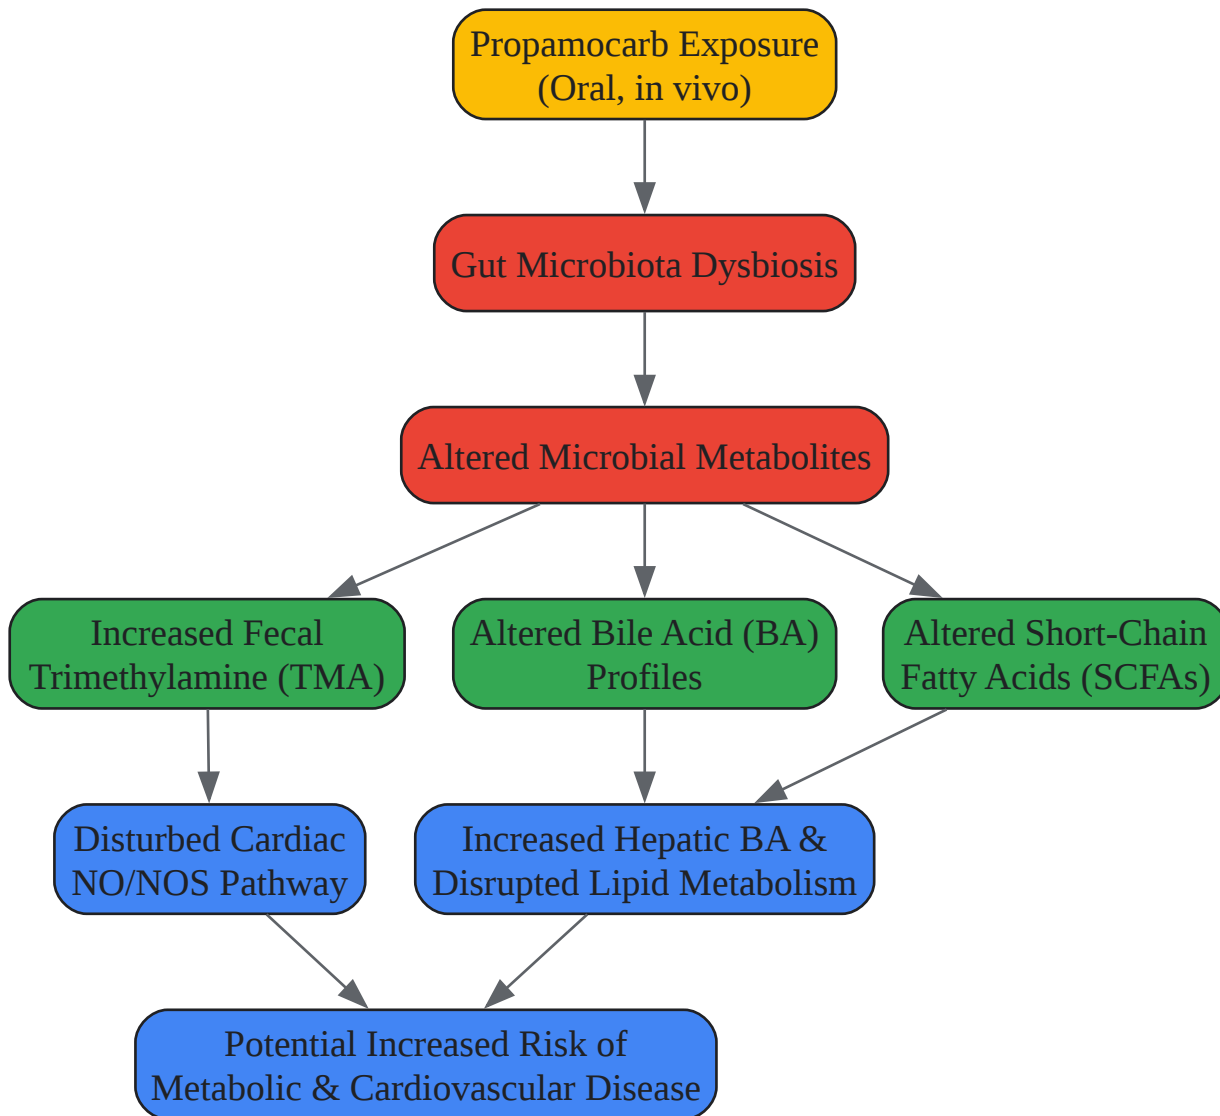 Propamocarb Exposure
(Oral, in vivo)
Gut Microbiota Dysbiosis
Altered Microbial Metabolites
Increased Fecal
Trimethylamine (TMA)
Altered Bile Acid (BA)
Profiles
Altered Short-Chain
Fatty Acids (SCFAs)
Disturbed Cardiac
NO/NOS Pathway
Increased Hepatic BA &
Disrupted Lipid Metabolism
Potential Increased Risk of
Metabolic & Cardiovascular Disease